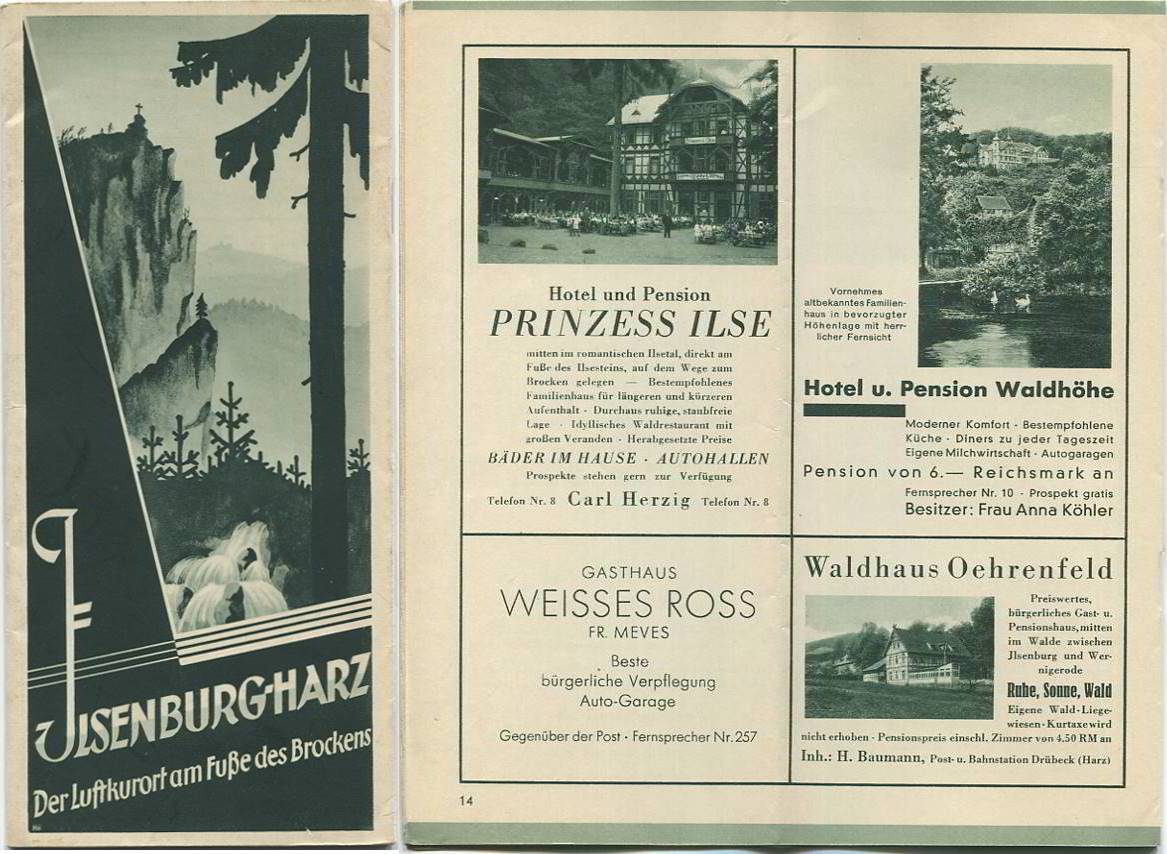 JLSENBURG-HARZ
Der Luftkurort am Fuße des Brockens
Hotel und Pension
PRINZESS ILSE
mitten im romantischen Ilsetal, direkt am
Fuße des Ilsesteins, auf dem Wege zum
Brocken gelegen — Bestempfohlenes
Familienhaus für längeren und kürzeren
Aufenthalt · Durchaus ruhige, staubfreie
Lage · Idyllisches Waldrestaurant mit
großen Veranden · Herabgesetzte Preise
BÄDER IM HAUSE · AUTOHALLEN
Prospekte stehen gern zur Verfügung
Telefon Nr. 8 Carl Herzig Telefon Nr. 8
Vornehmes
altbekanntes Familien-
haus in bevorzugter
Höhenlage mit herr-
licher Fernsicht
Hotel u. Pension Waldhöhe
Moderner Komfort · Bestempfohlene
Küche · Diners zu jeder Tageszeit
Eigene Milchwirtschaft · Autogaragen
Pension von 6.— Reichsmark an
Fernsprecher Nr. 10 · Prospekt gratis
Besitzer: Frau Anna Köhler
GASTHAUS
WEISSES ROSS
FR. MEVES
Beste
bürgerliche Verpflegung
Auto-Garage
Gegenüber der Post · Fernsprecher Nr. 257
Waldhaus Oehrenfeld
Preiswertes,
bürgerliches Gast- u.
Pensionshaus, mitten
im Walde zwischen
Jlsenburg und Wer-
nigerode
Ruhe, Sonne, Wald
Eigene Wald-Liege-
wiesen · Kurtaxe wird
nicht erhoben · Pensionspreis einschl. Zimmer von 4.50 RM an
Inh.: H. Baumann, Post- u. Bahnstation Drübeck (Harz)
14